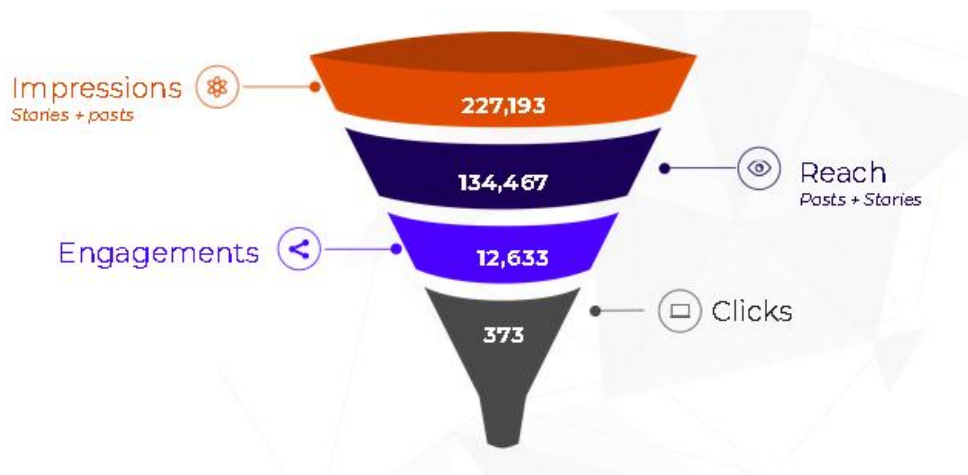 Impressions
Stories + posts
227,193
134,467
Reach
Posts + Stories
Engagements
12,633
Clicks
373